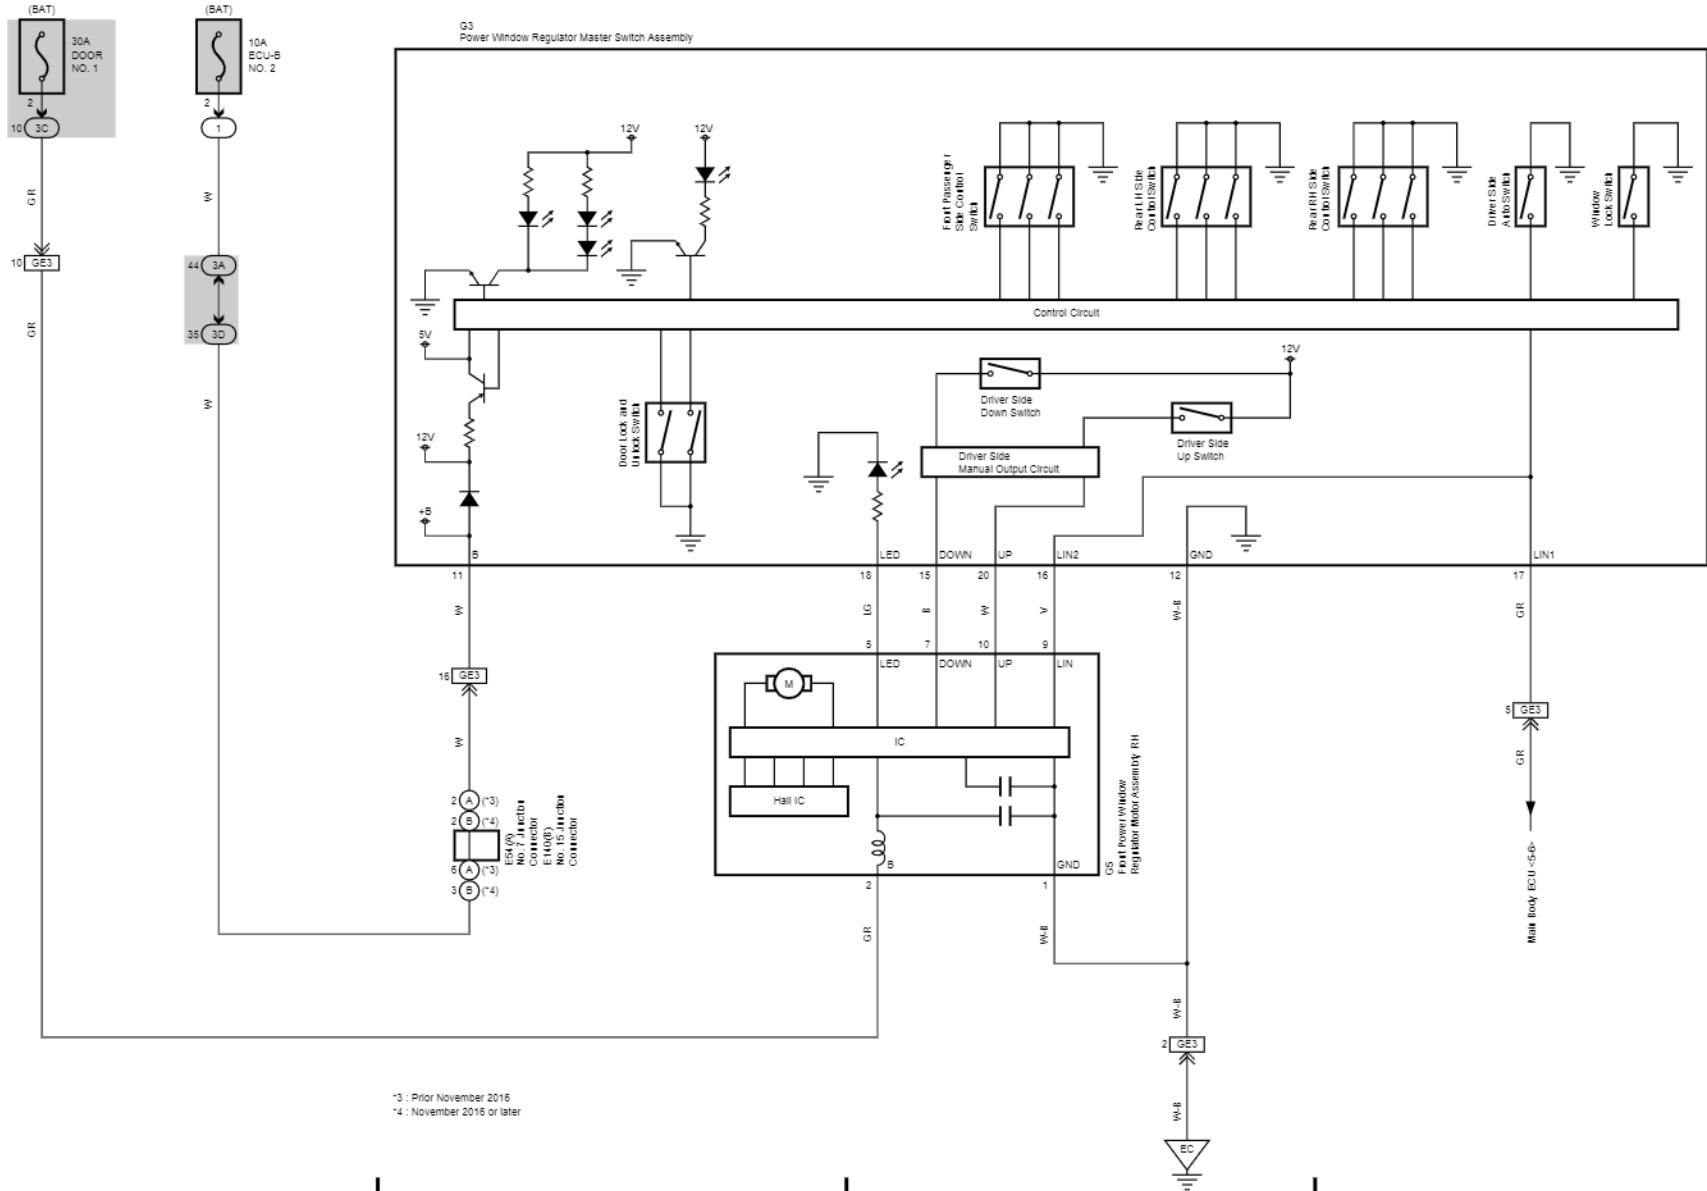 (BAT)
30A
DOOR
NO. 1
2
10
3C
GR
10
GE3
GR
(BAT)
10A
ECU-B
NO. 2
2
1
W
44
3A
35
3D
W
G3
Power Window Regulator Master Switch Assembly
12V
12V
Front Passenger
Side Control
Switch
Rear LH Side
Control Switch
Rear RH Side
Control Switch
Driver Side
Auto Switch
Window
Lock Switch
Control Circuit
5V
12V
+B
Door Lock and
Unlock Switch
12V
Driver Side
Down Switch
Driver Side
Up Switch
Driver Side
Manual Output Circuit
B
LED
DOWN
UP
LIN2
GND
LIN1
11
18
15
20
16
12
17
W
LG
B
W
V
W-B
GR
5
7
10
9
LED
DOWN
UP
LIN
M
IC
Hall IC
B
GND
G5
Front Power Window
Regulator Motor Assembly RH
2
1
GR
W-B
16
GE3
W
2
A
(*3)
2
B
(*4)
6
A
(*3)
3
B
(*4)
E54(A)
No. 7 Junction
Connector
E140(B)
No. 15 Junction
Connector
5
GE3
GR
Main Body ECU <5-6>
W-B
2
GE3
W-B
EC
*3 : Prior November 2016
*4 : November 2016 or later